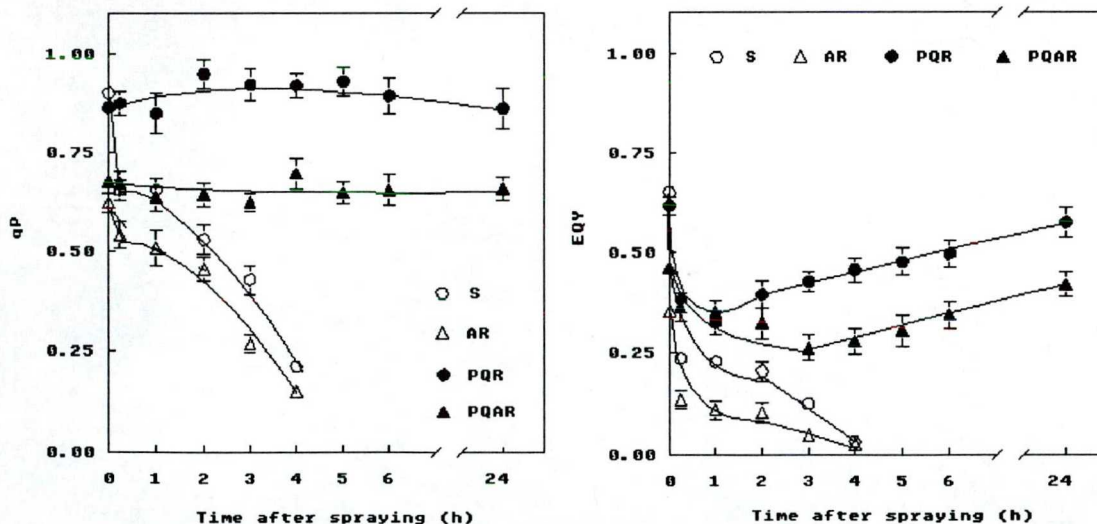 1.00
0.75
0.50
0.25
0.00
qP
S
AR
PQR
PQAR
0 1 2 3 4 5 6 24
Time after spraying (h)
1.00
0.75
0.50
0.25
0.00
EQY
S AR PQR PQAR
0 1 2 3 4 5 6 24
Time after spraying (h)